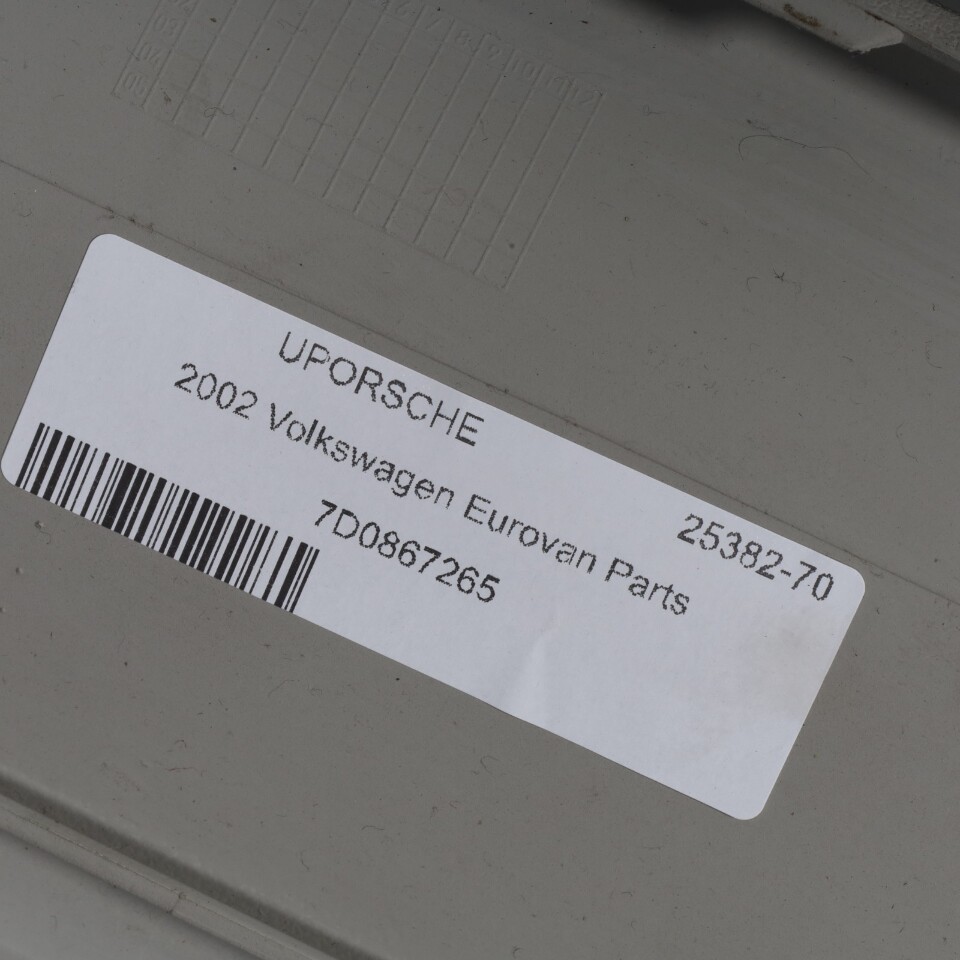 UPORSCHE
2002 Volkswagen Eurovan Parts
7D0867265
25382-70